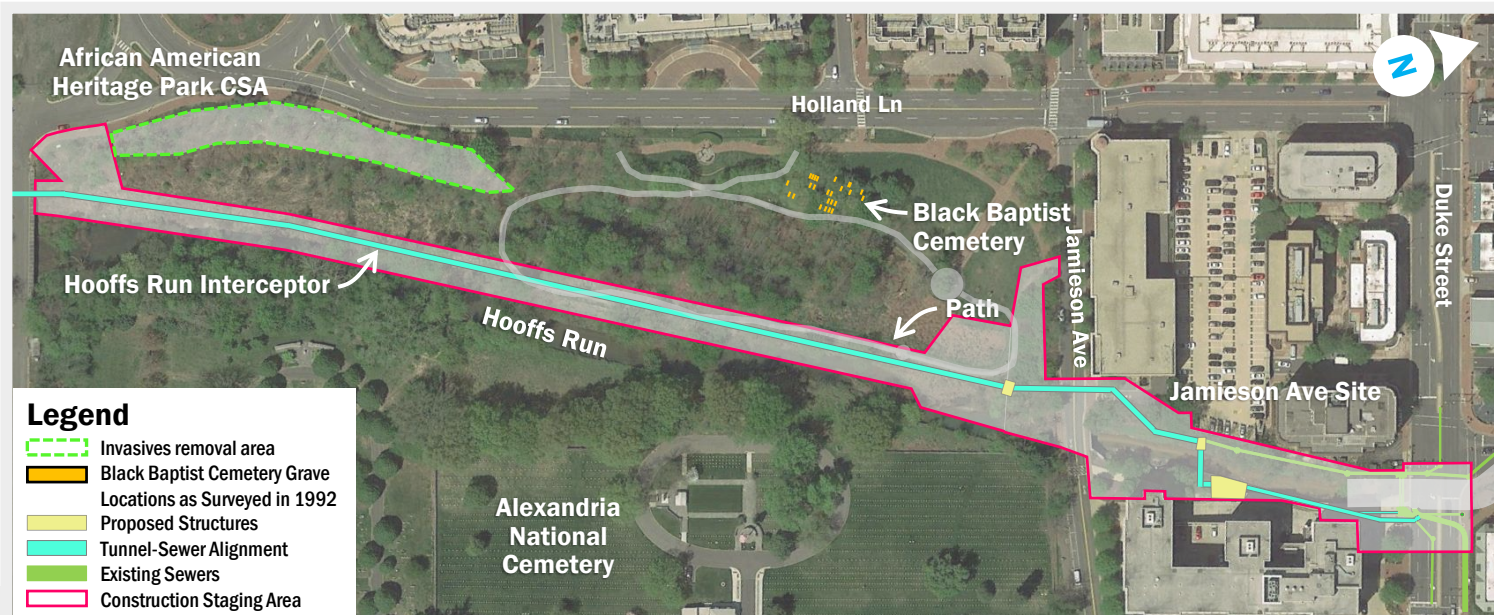 African American
Heritage Park CSA
Holland Ln
N
Black Baptist
Cemetery
Jamieson Ave
Duke Street
Hooffs Run Interceptor
Path
Hooffs Run
Jamieson Ave Site
Alexandria
National
Cemetery
Legend
Invasives removal area
Black Baptist Cemetery Grave
Locations as Surveyed in 1992
Proposed Structures
Tunnel-Sewer Alignment
Existing Sewers
Construction Staging Area